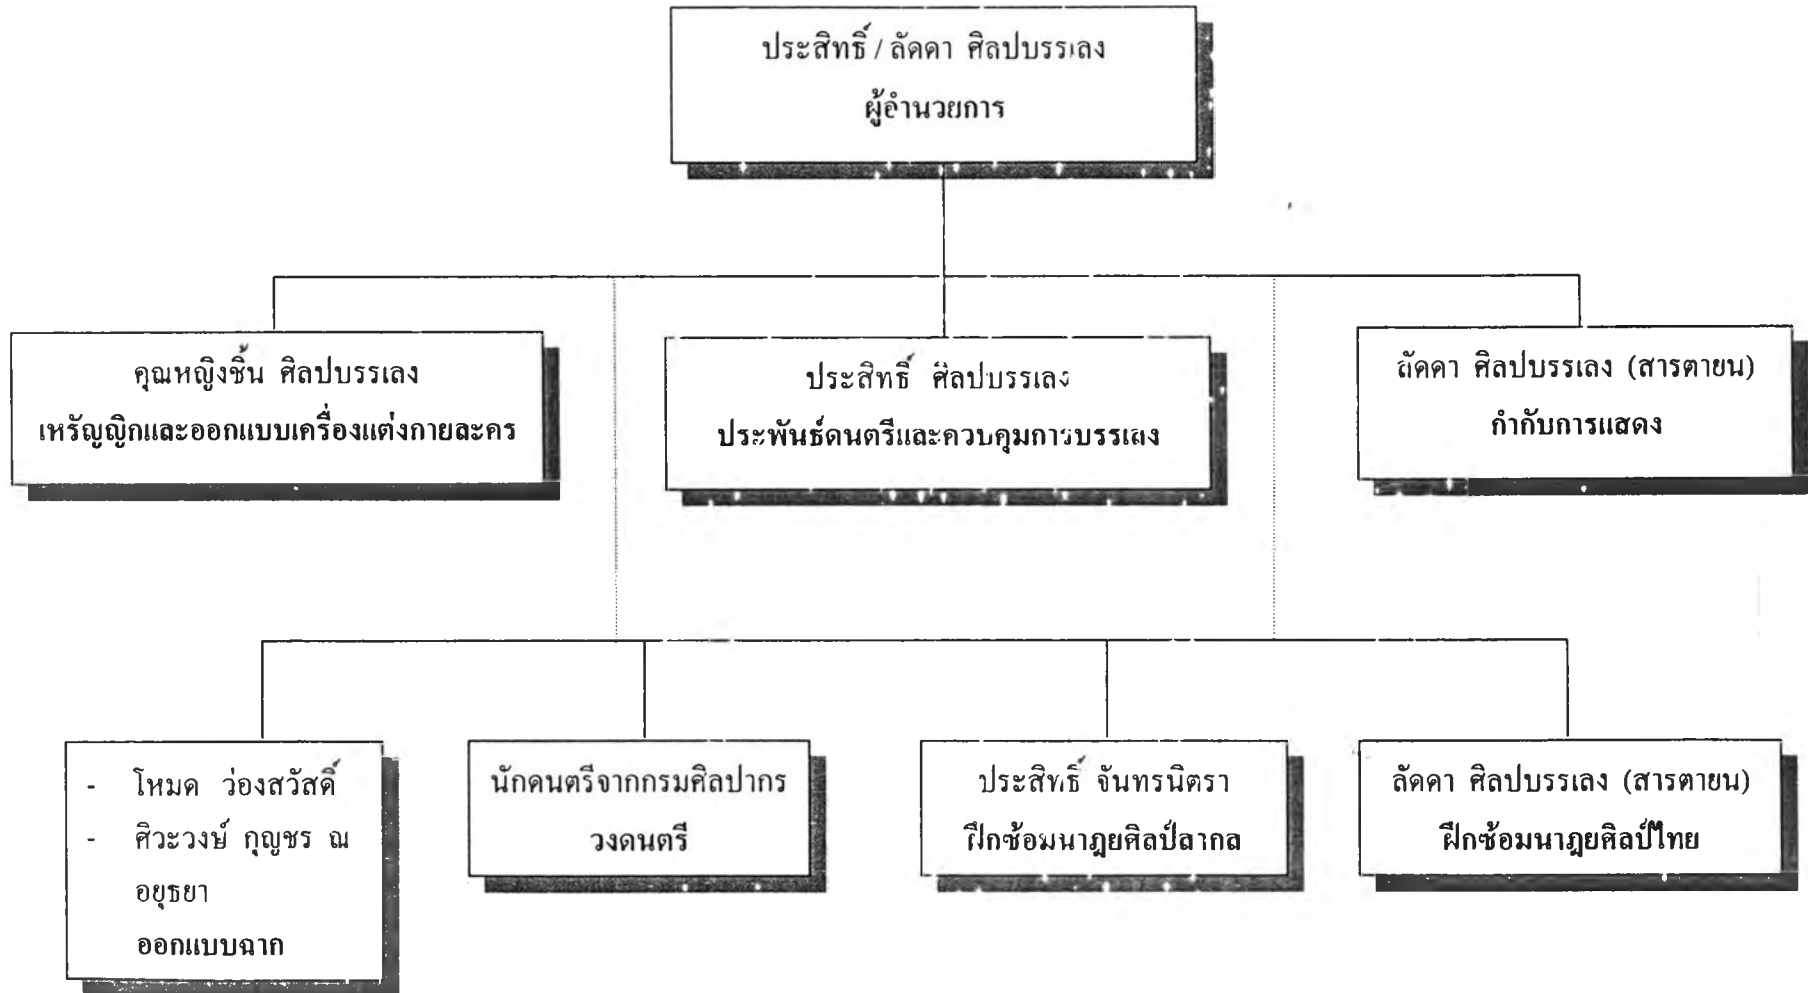 ประสิทธิ์ / ลัดดา ศิลปบรรเลง
ผู้อำนวยการ
คุณหญิงชิ้น ศิลปบรรเลง
เหรัญญิกและออกแบบเครื่องแต่งกายละคร
ประสิทธิ์ ศิลปบรรเลง
ประพันธ์ดนตรีและควบคุมการบรรเลง
ลัดดา ศิลปบรรเลง (สารตายน)
กำกับการแสดง
- โหมด ว่องสวัสดิ์
- ศิวะวงษ์ กุญชร ณ
อยุธยา
ออกแบบฉาก
นักดนตรีจากกรมศิลปากร
วงดนตรี
ประสิทธิ์ จันทรนิตรา
ฝึกซ้อมนาฎยศิลป์สากล
ลัดดา ศิลปบรรเลง (สารตายน)
ฝึกซ้อมนาฎยศิลป์ไทย